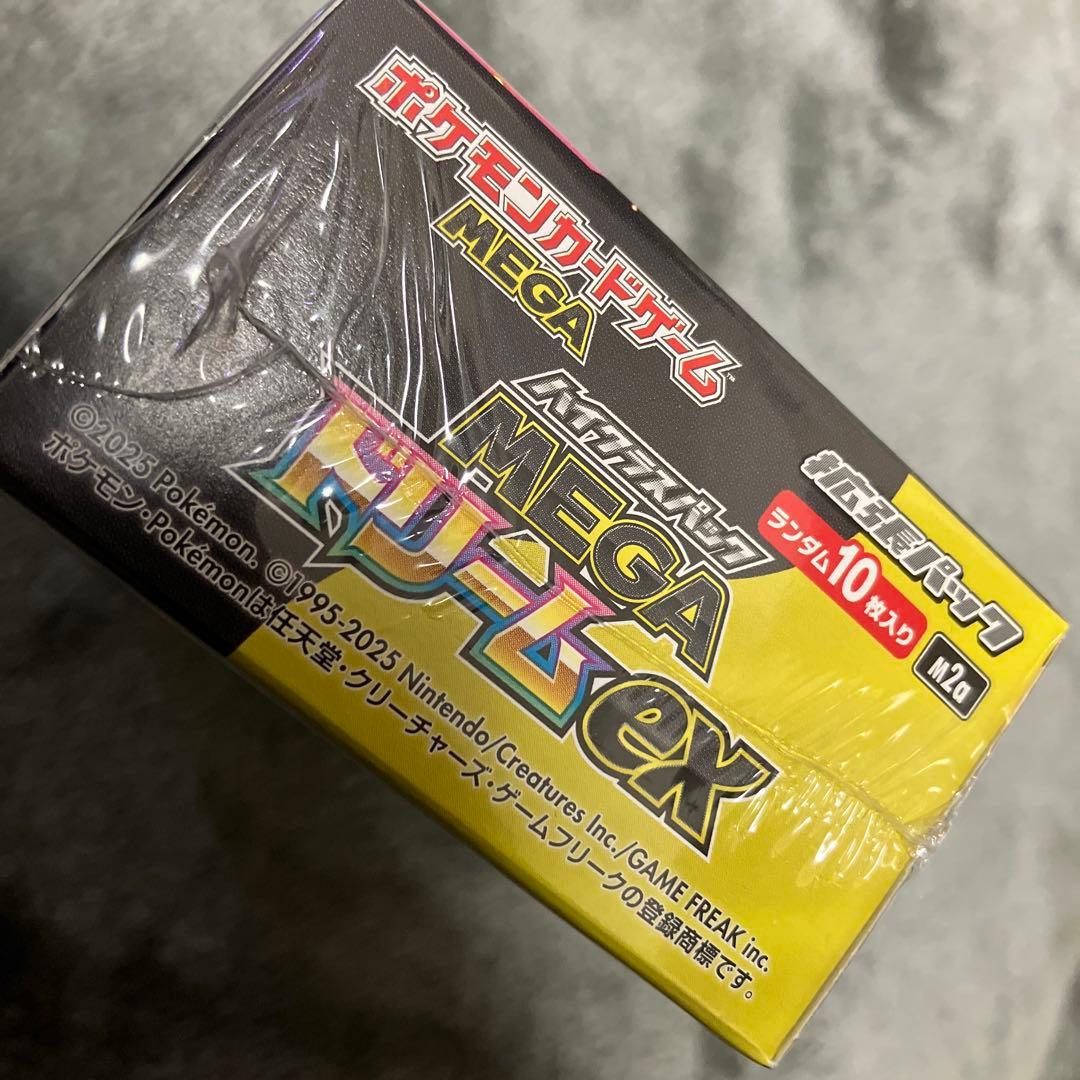 ポケモンカードゲーム™
MEGA
拡張パック
ランダム10枚入り
M2a
ハイクラスパック
MEGA
ドリームex
©2025 Pokémon. ©1995-2025 Nintendo/Creatures Inc./GAME FREAK inc.
ポケモン・Pokémonは任天堂・クリーチャーズ・ゲームフリークの登録商標です。